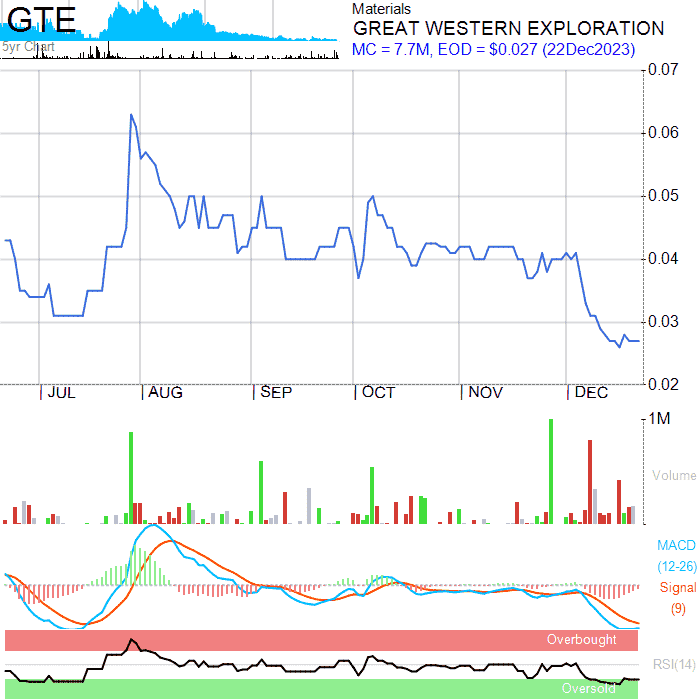 GTE
5yr Chart
Materials
GREAT WESTERN EXPLORATION
MC = 7.7M, EOD = $0.027 (22Dec2023)
0.07
0.06
0.05
0.04
0.03
0.02
JUL AUG SEP OCT NOV DEC
1M
Volume
MACD
(12-26)
Signal
(9)
Overbought
RSI(14)
Oversold